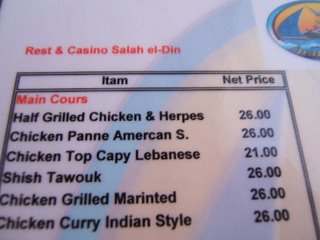 Rest & Casino Salah el-Din
Itam Net Price
Main Cours
Half Grilled Chicken & Herpes 26.00
Chicken Panne Amercan S. 26.00
Chicken Top Capy Lebanese 21.00
Shish Tawouk 26.00
Chicken Grilled Marinted 26.00
Chicken Curry Indian Style 26.00